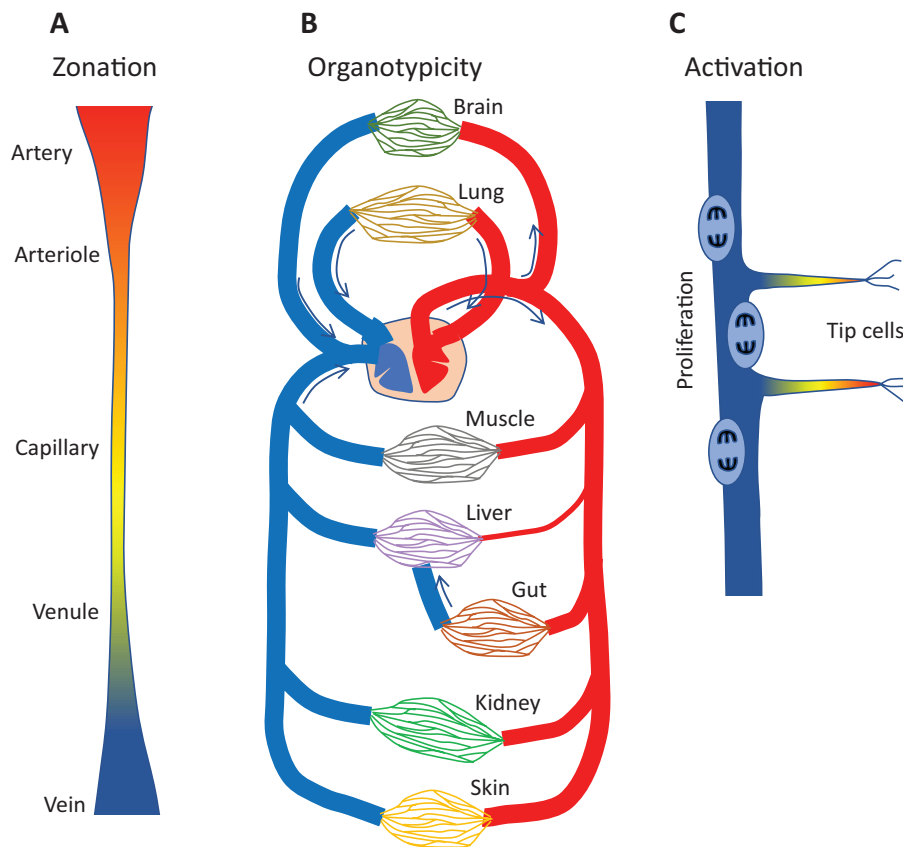 A
Zonation
Artery
Arteriole
Capillary
Venule
Vein
B
Organotypicity
Brain
Lung
Muscle
Liver
Gut
Kidney
Skin
C
Activation
Proliferation
Tip cells